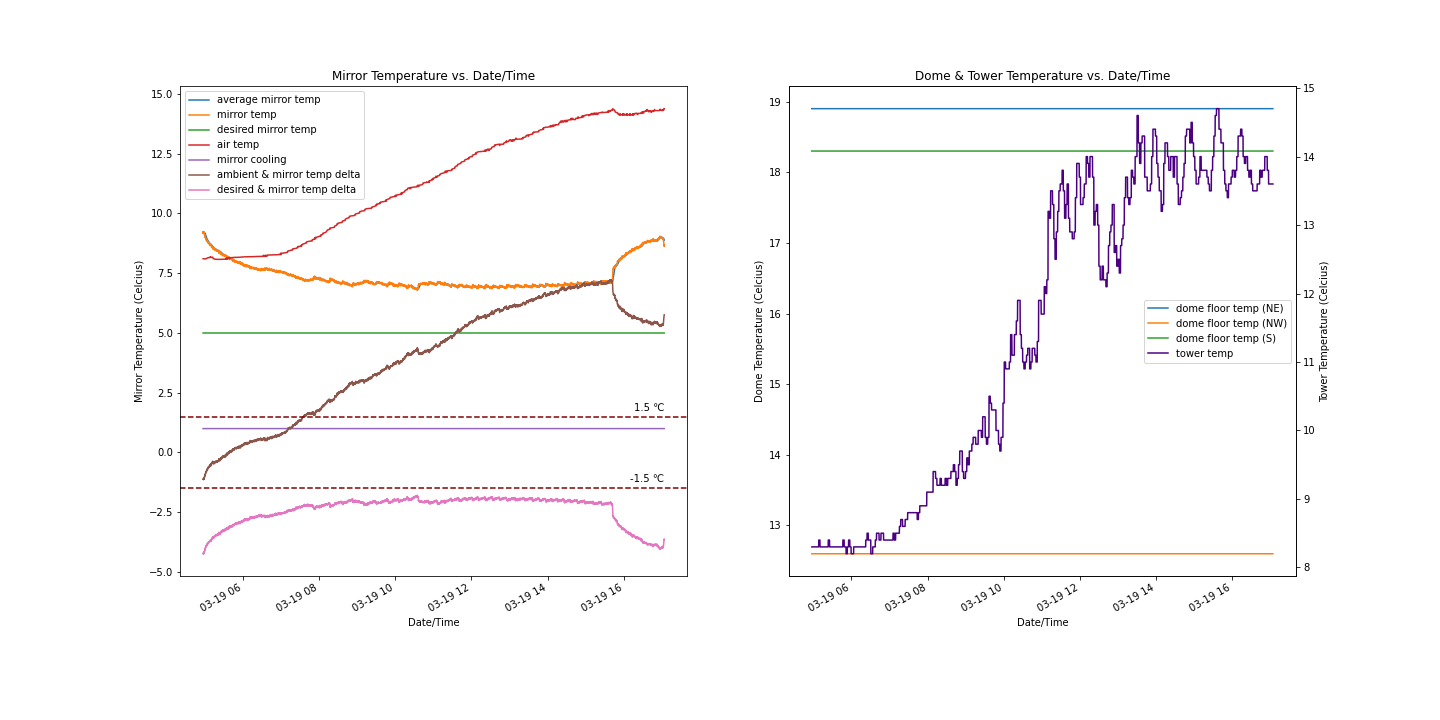 Mirror Temperature vs. Date/Time
15.0
12.5
10.0
7.5
5.0
2.5
0.0
−2.5
−5.0
Mirror Temperature (Celcius)
average mirror temp
mirror temp
desired mirror temp
air temp
mirror cooling
ambient & mirror temp delta
desired & mirror temp delta
1.5 °C
-1.5 °C
03-19 06
03-19 08
03-19 10
03-19 12
03-19 14
03-19 16
Date/Time
Dome & Tower Temperature vs. Date/Time
19
18
17
16
15
14
13
Dome Temperature (Celcius)
dome floor temp (NE)
dome floor temp (NW)
dome floor temp (S)
tower temp
15
14
13
12
11
10
9
8
Tower Temperature (Celcius)
03-19 06
03-19 08
03-19 10
03-19 12
03-19 14
03-19 16
Date/Time